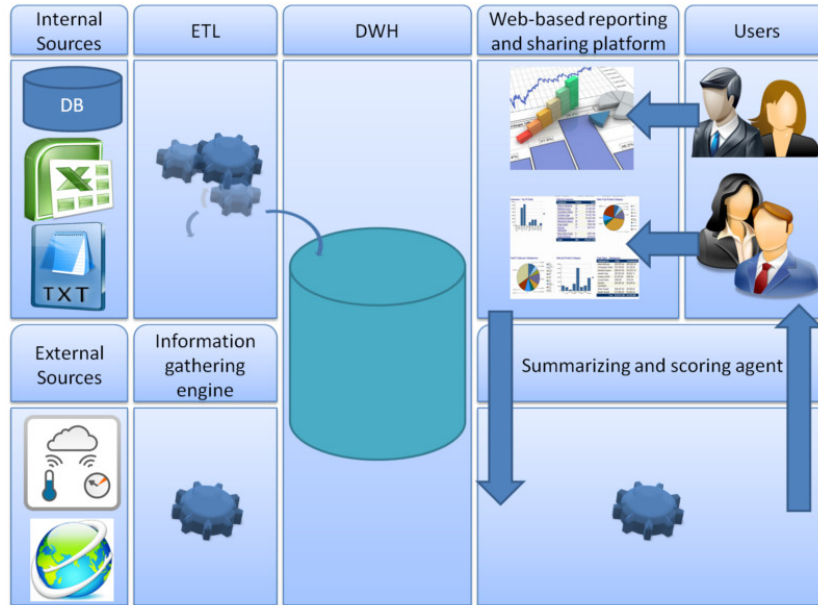 Internal
Sources
ETL
DWH
Web-based reporting
and sharing platform
Users
DB
X
TXT
External
Sources
Information
gathering
engine
Summarizing and scoring agent